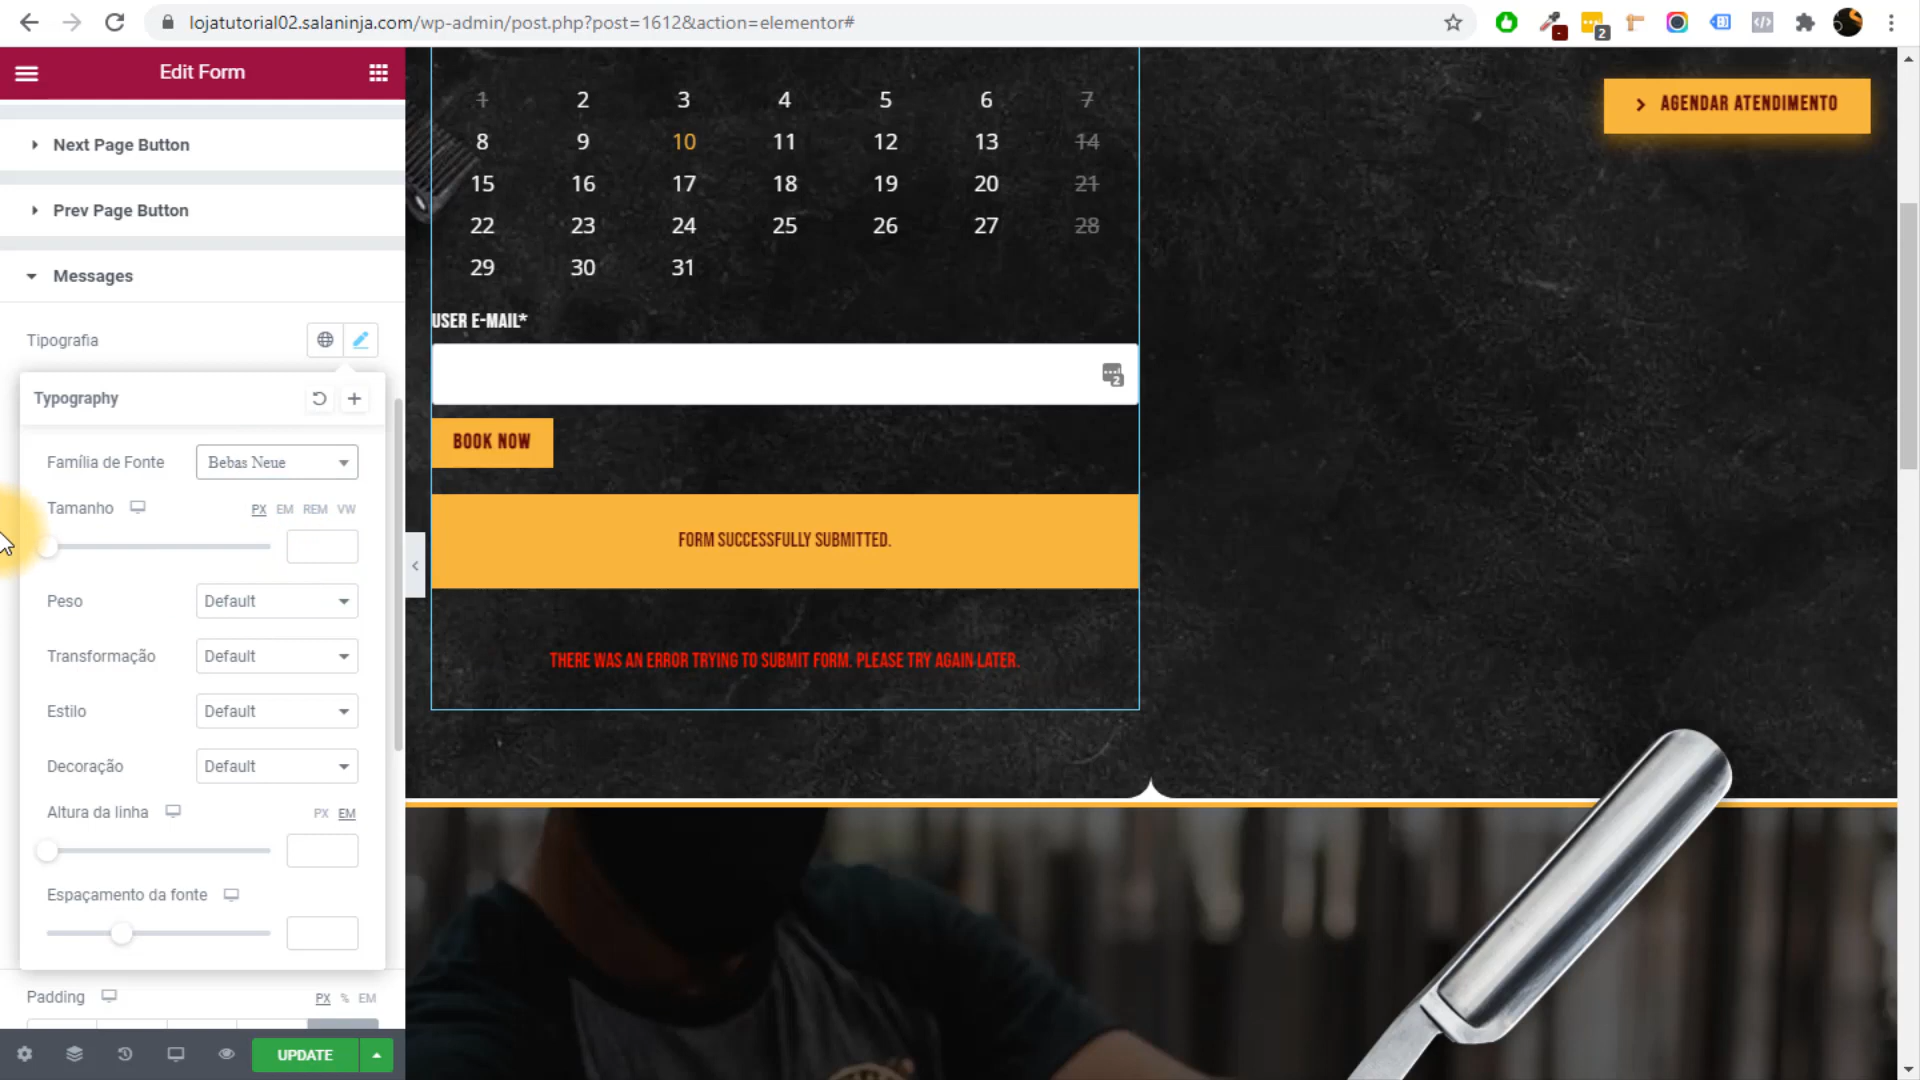 lojatutorial02.salaninja.com/wp-admin/post.php?post=1612&action=elementor#
2
Edit Form
Next Page Button
Prev Page Button
Messages
Tipografia
Typography
Família de Fonte
Bebas Neue
Tamanho
PX EM REM VW
Peso
Default
Transformação
Default
Estilo
Default
Decoração
Default
Altura da linha
PX EM
Espaçamento da fonte
Padding
PX % EM
UPDATE
AGENDAR ATENDIMENTO
1 2 3 4 5 6 7
8 9 10 11 12 13 14
15 16 17 18 19 20 21
22 23 24 25 26 27 28
29 30 31
USER E-MAIL*
2
BOOK NOW
FORM SUCCESSFULLY SUBMITTED.
THERE WAS AN ERROR TRYING TO SUBMIT FORM. PLEASE TRY AGAIN LATER.